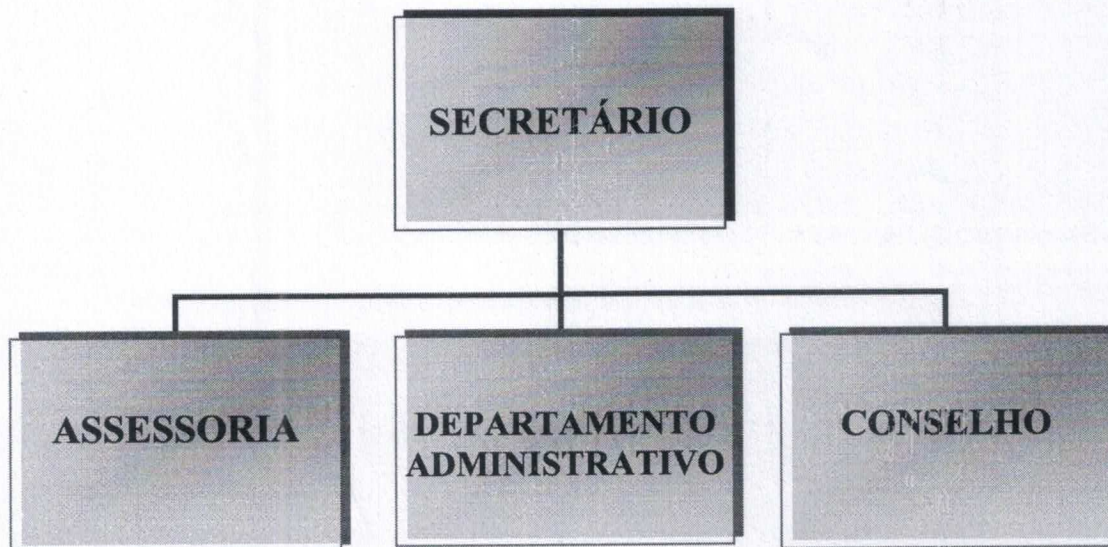 SECRETÁRIO
ASSESSORIA
DEPARTAMENTO
ADMINISTRATIVO
CONSELHO